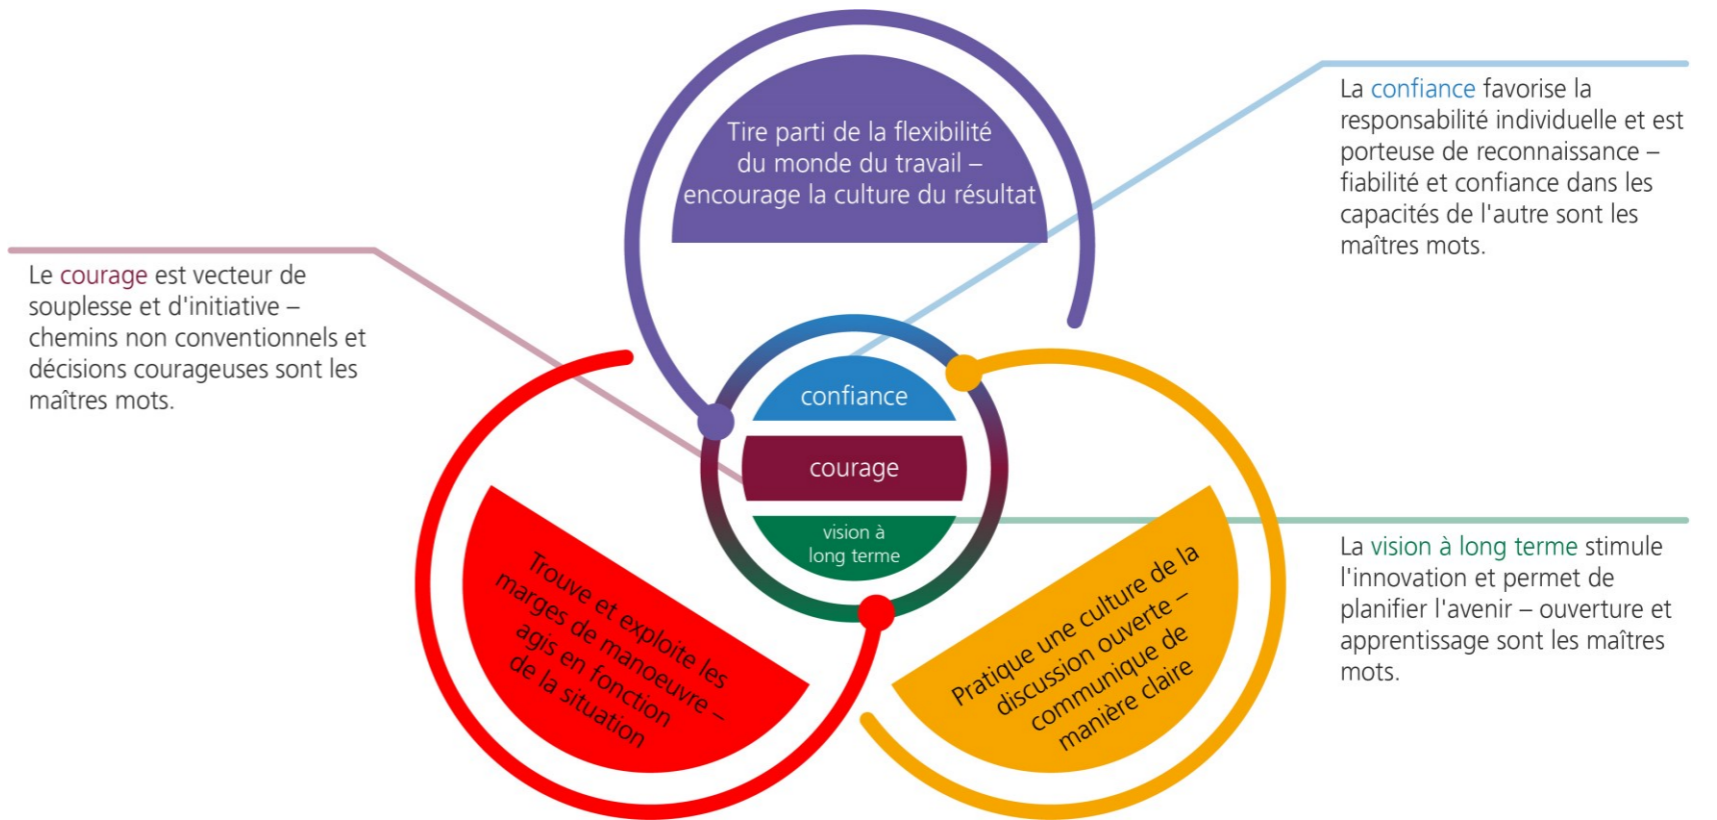 Tire parti de la flexibilité
du monde du travail –
encourage la culture du résultat
La confiance favorise la
responsabilité individuelle et est
porteuse de reconnaissance –
fiabilité et confiance dans les
capacités de l'autre sont les
maîtres mots.
Le courage est vecteur de
souplesse et d'initiative –
chemins non conventionnels et
décisions courageuses sont les
maîtres mots.
confiance
courage
vision à
long terme
Trouve et exploite les
marges de manoeuvre –
agis en fonction
de la situation
Pratique une culture de la
discussion ouverte –
communique de
manière claire
La vision à long terme stimule
l'innovation et permet de
planifier l'avenir – ouverture et
apprentissage sont les maîtres
mots.